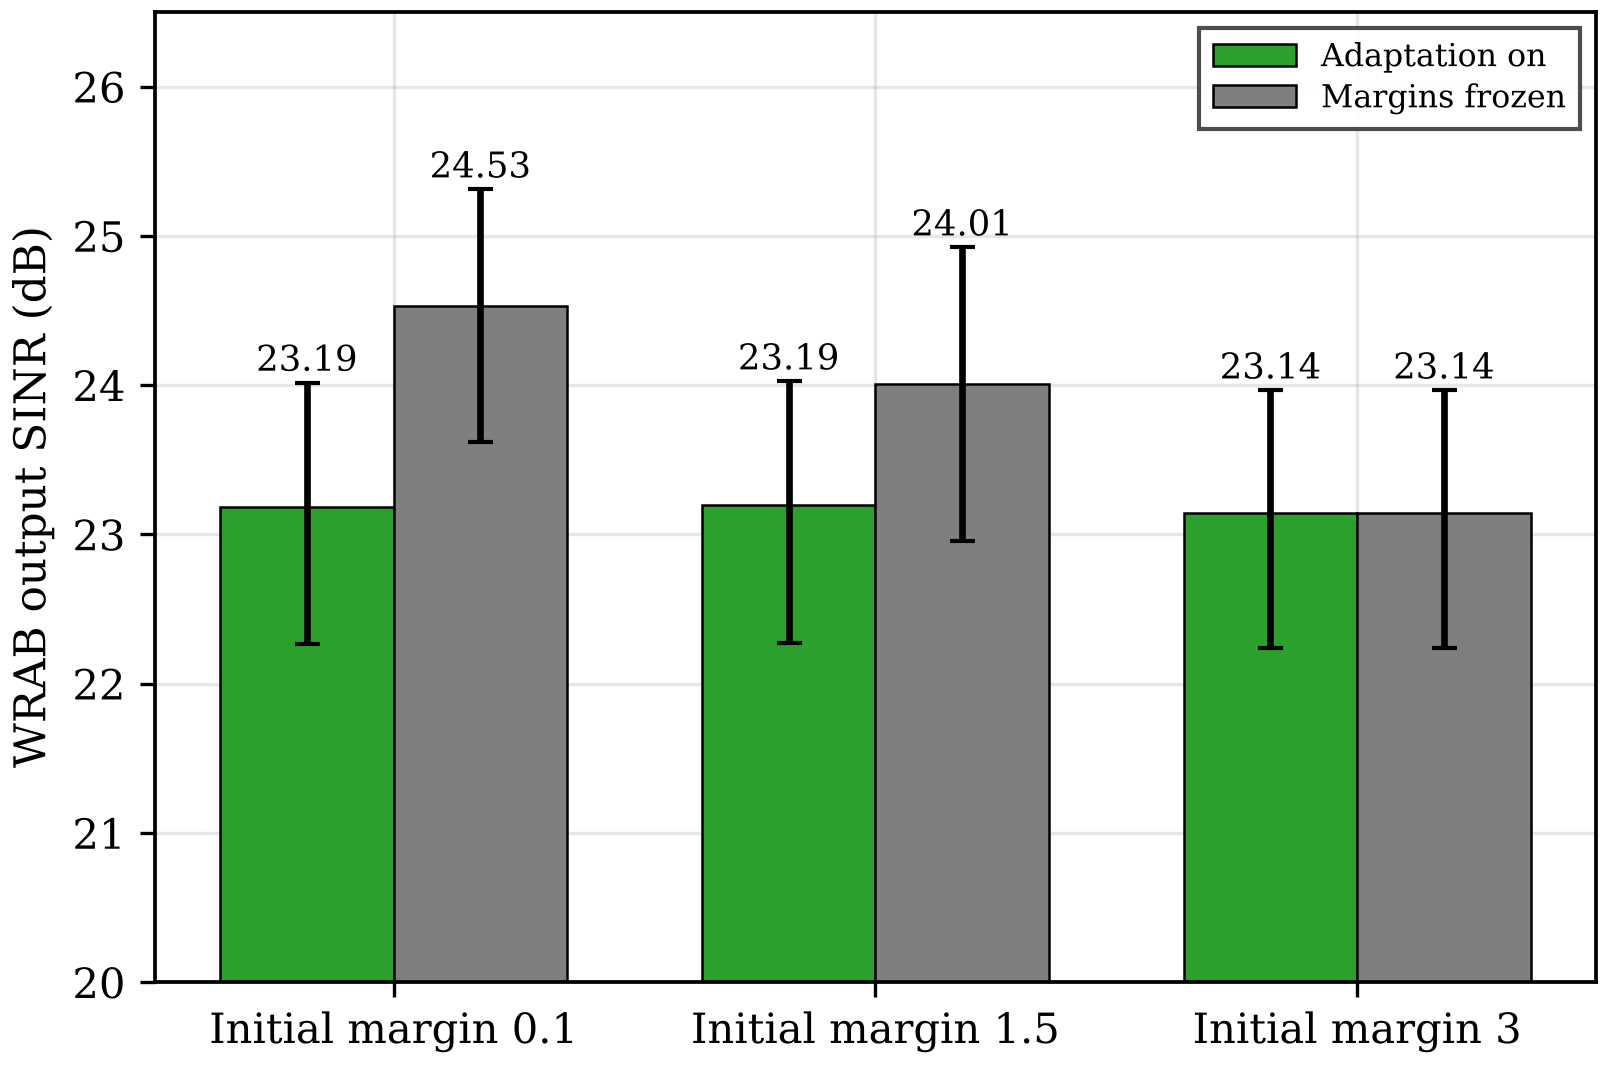 WRAB output SINR (dB)
26
25
24
23
22
21
20
Adaptation on
Margins frozen
23.19
24.53
23.19
24.01
23.14
23.14
Initial margin 0.1
Initial margin 1.5
Initial margin 3